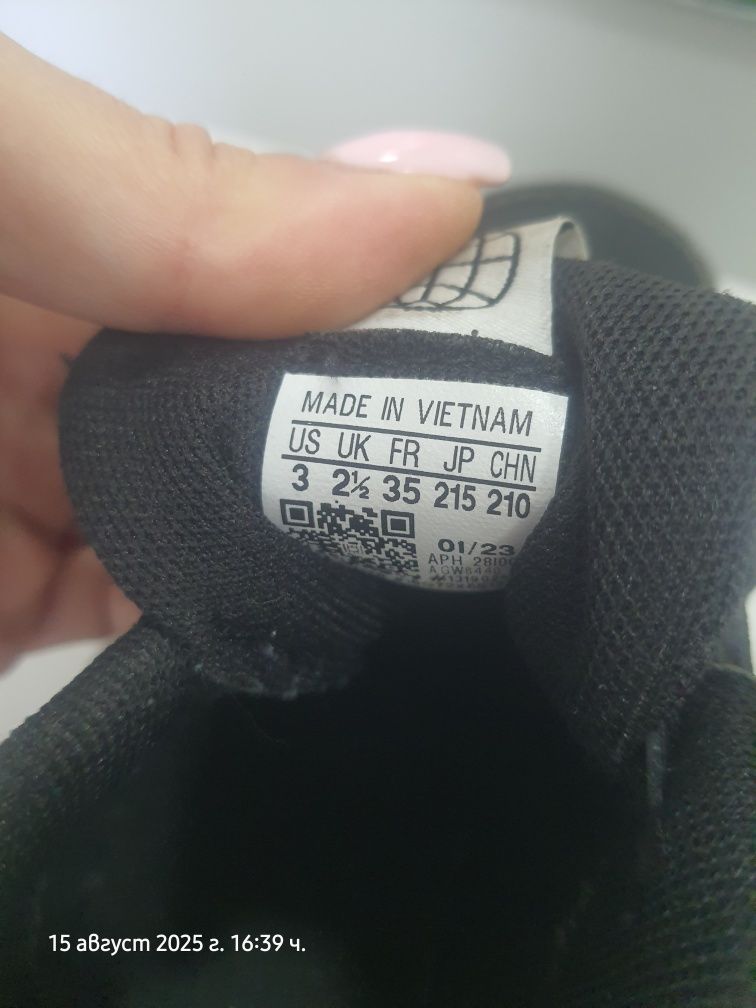 MADE IN VIETNAM
US UK FR JP CHN
3 2½ 35 215 210
01/23
APH
15 август 2025 г. 16:39 ч.